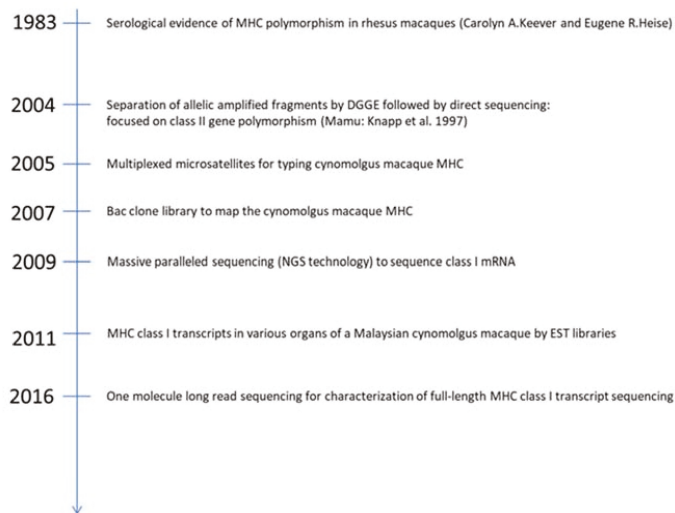 1983 Serological evidence of MHC polymorphism in rhesus macaques (Carolyn A.Keever and Eugene R.Heise)
2004 Separation of allelic amplified fragments by DGGE followed by direct sequencing:
focused on class II gene polymorphism (Mamu: Knapp et al. 1997)
2005 Multiplexed microsatellites for typing cynomolgus macaque MHC
2007 Bac clone library to map the cynomolgus macaque MHC
2009 Massive paralleled sequencing (NGS technology) to sequence class I mRNA
2011 MHC class I transcripts in various organs of a Malaysian cynomolgus macaque by EST libraries
2016 One molecule long read sequencing for characterization of full-length MHC class I transcript sequencing